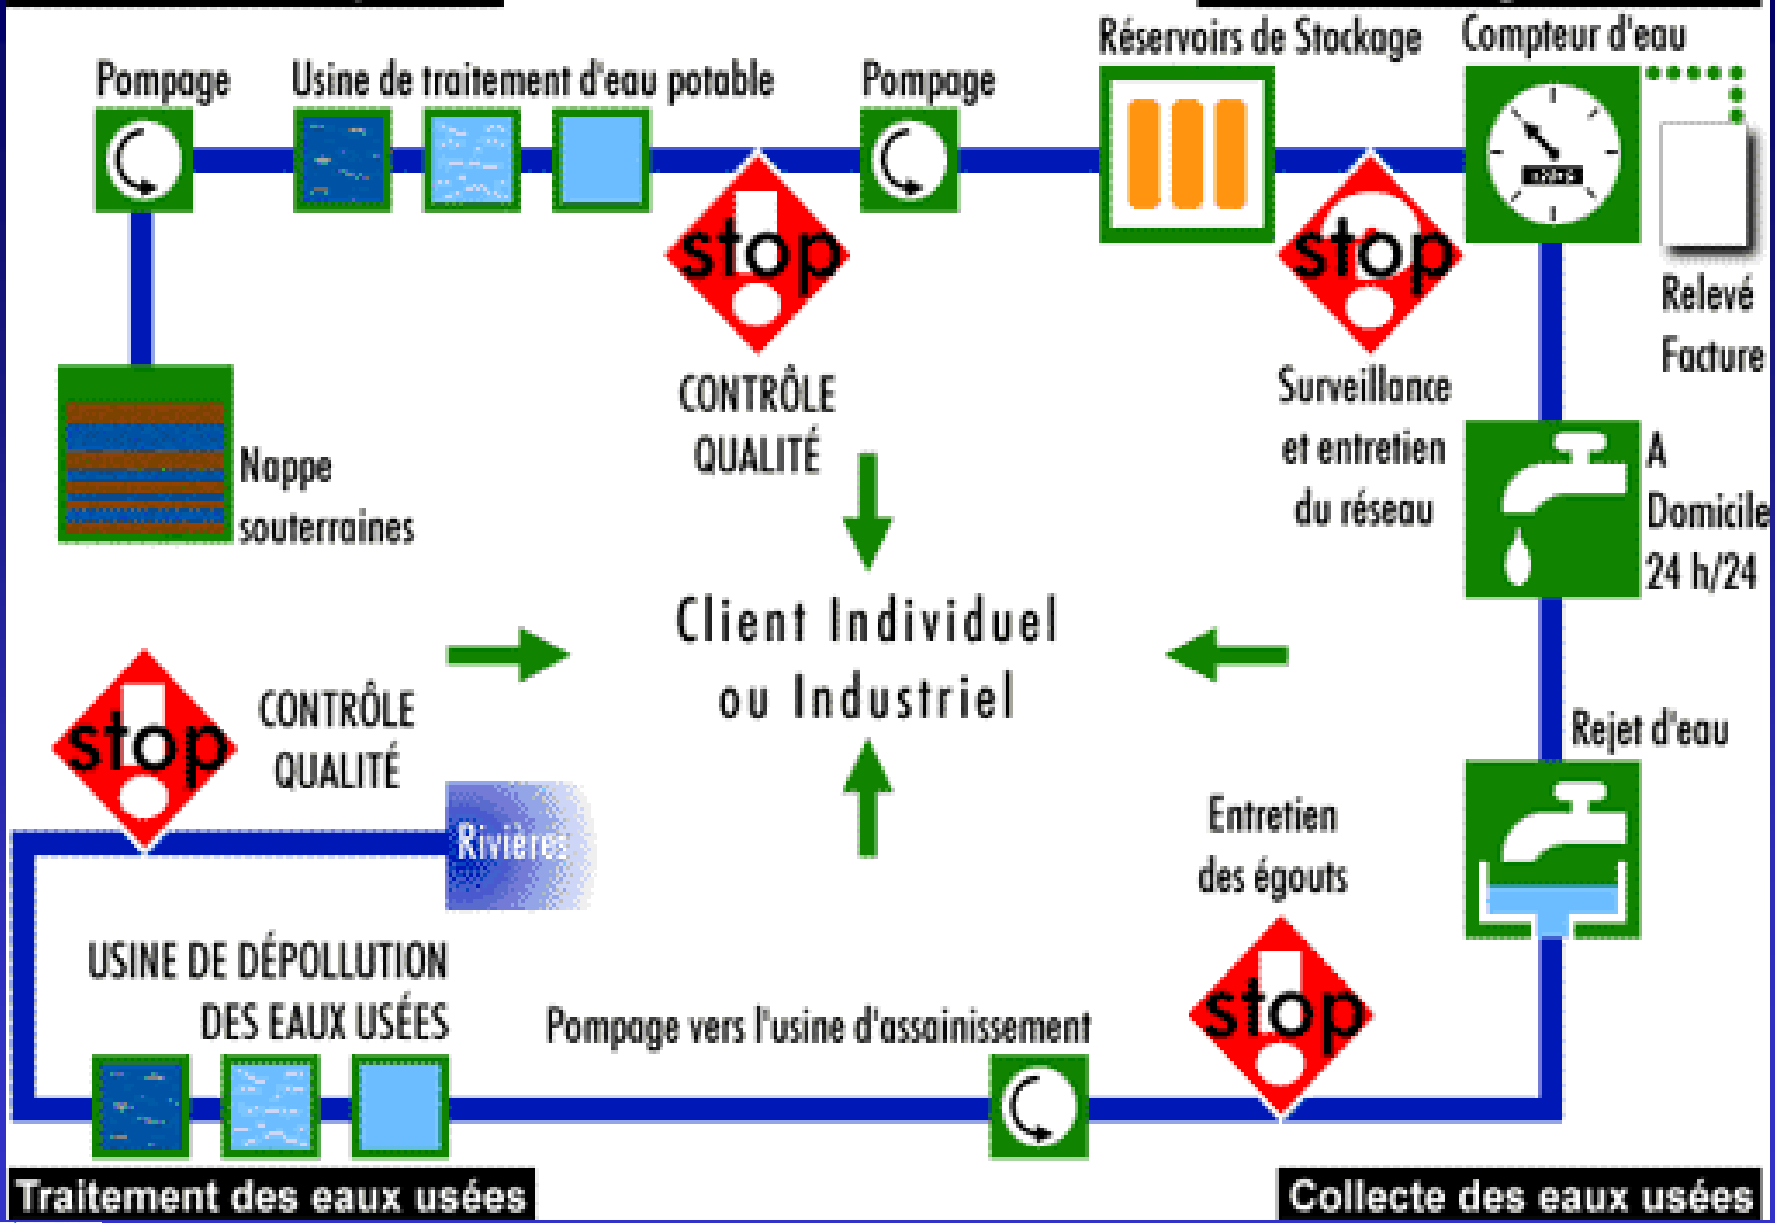 Réservoirs de Stockage
Compteur d'eau
Pompage
Usine de traitement d'eau potable
Pompage
stop
stop
Relevé
Facture
CONTRÔLE
QUALITÉ
Surveillance
et entretien
du réseau
Nappe
souterraines
A
Domicile
24 h/24
Client Individuel
ou Industriel
stop
CONTRÔLE
QUALITÉ
Rejet d'eau
Rivières
Entretien
des égouts
stop
USINE DE DÉPOLLUTION
DES EAUX USÉES
Pompage vers l'usine d'assainissement
Traitement des eaux usées
Collecte des eaux usées